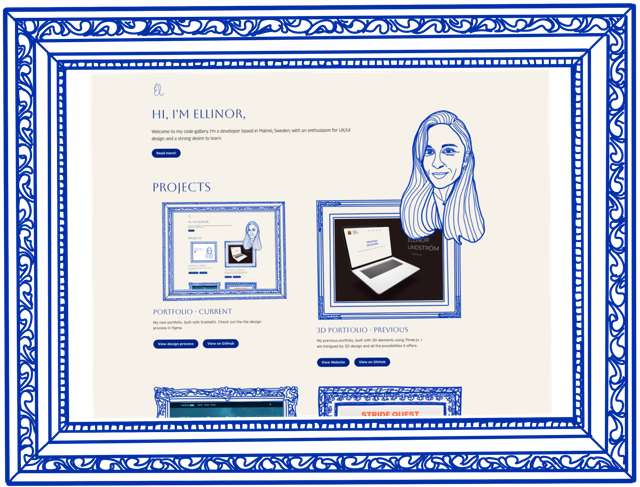 El
HI, I'M ELLINOR,
Welcome to my code-gallery. I'm a developer based in Malmö, Sweden, with an enthusiasm for UX/UI
design and a strong desire to learn.
Read more!
PROJECTS
HI, I'M ELLINOR,
PROJECTS
ELLINOR
LINDSTRÖM
PORTFOLIO - CURRENT
My new portfolio, built with SvelteKit. Check out the the design
process in figma.
View design process
View on GitHub
3D PORTFOLIO - PREVIOUS
My previous portfolio, built with 3D elements using Three.js. I
am intrigued by 3D design and all the possibilities it offers.
View Website
View on GitHub
STRIDE QUEST